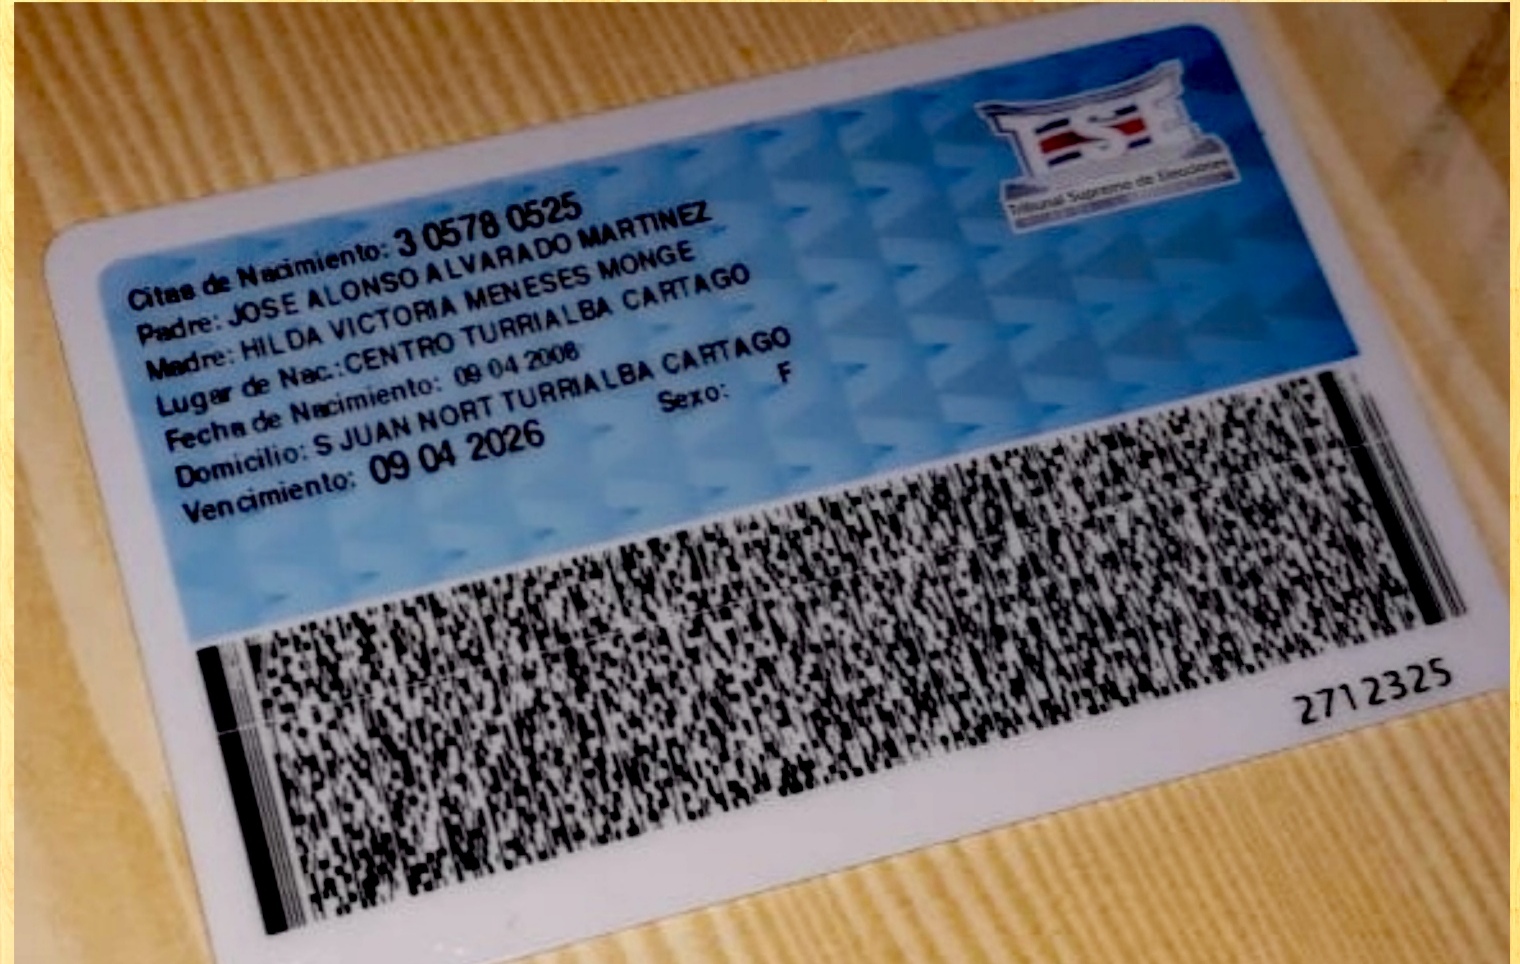 TSE
Tribunal Supremo de Elecciones
Citas de Nacimiento: 3 0578 0525
Padre: JOSE ALONSO ALVARADO MARTINEZ
Madre: HILDA VICTORIA MENESES MONGE
Lugar de Nac.: CENTRO TURRIALBA CARTAGO
Fecha de Nacimiento: 09 04 2008
Domicilio: S JUAN NORT TURRIALBA CARTAGO
Sexo: F
Vencimiento: 09 04 2026
2712325